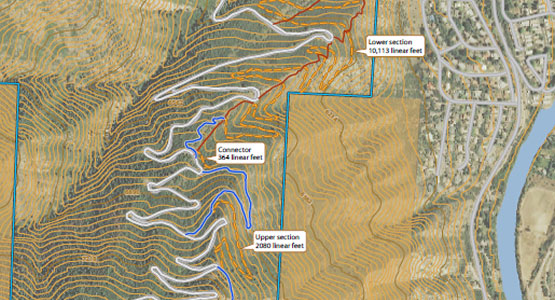 Lower section
10,113 linear feet
Connector
364 linear feet
Upper section
2080 linear feet